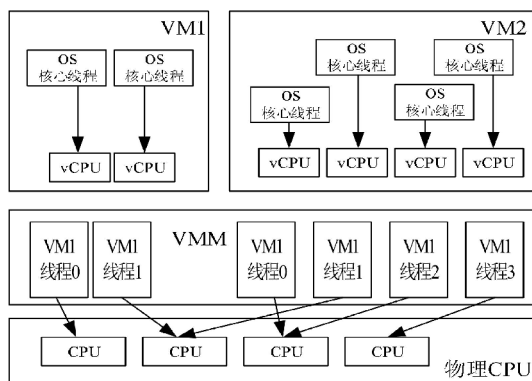 VM1
VM2
OS
核心线程
OS
核心线程
OS
核心线程
OS
核心线程
OS
核心线程
OS
核心线程
vCPU
vCPU
vCPU
vCPU
vCPU
vCPU
VMM
VM1
线程0
VM1
线程1
VM1
线程0
VM1
线程1
VM1
线程2
VM1
线程3
CPU
CPU
CPU
CPU
物理CPU